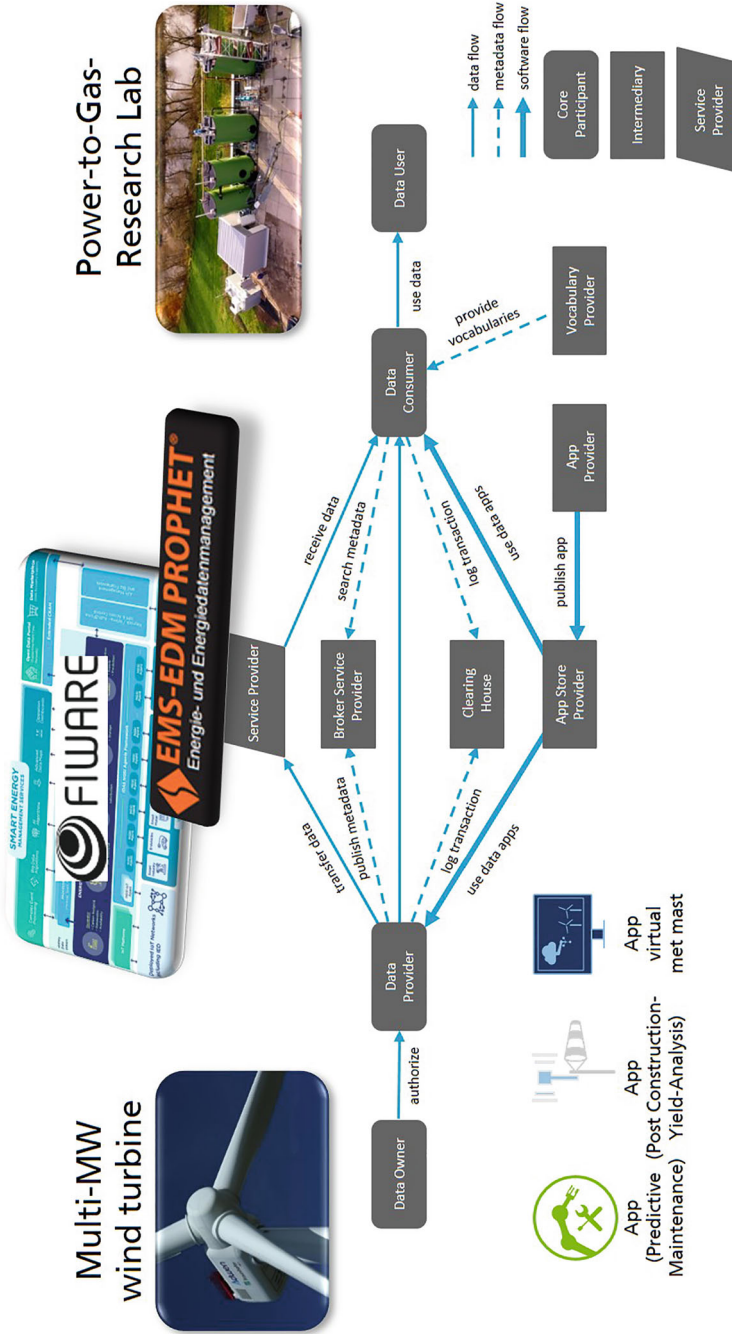 Multi-MW
wind turbine
SMART ENERGY
MANAGEMENT SERVICES
FIWARE
EMS-EDM PROPHET®
Energie- und Energiedatenmanagement
Power-to-Gas-
Research Lab
Data Owner
authorize
Data
Provider
transfer data
publish metadata
log transaction
use data apps
Service Provider
Broker Service
Provider
Clearing
House
App Store
Provider
receive data
search metadata
log transaction
use data apps
publish app
App
Provider
Data
Consumer
provide
vocabularies
Vocabulary
Provider
use data
Data User
data flow
metadata flow
software flow
Core
Participant
Intermediary
Service
Provider
App
(Predictive
Maintenance)
App
(Post Construction-
Yield-Analysis)
App
virtual
met mast